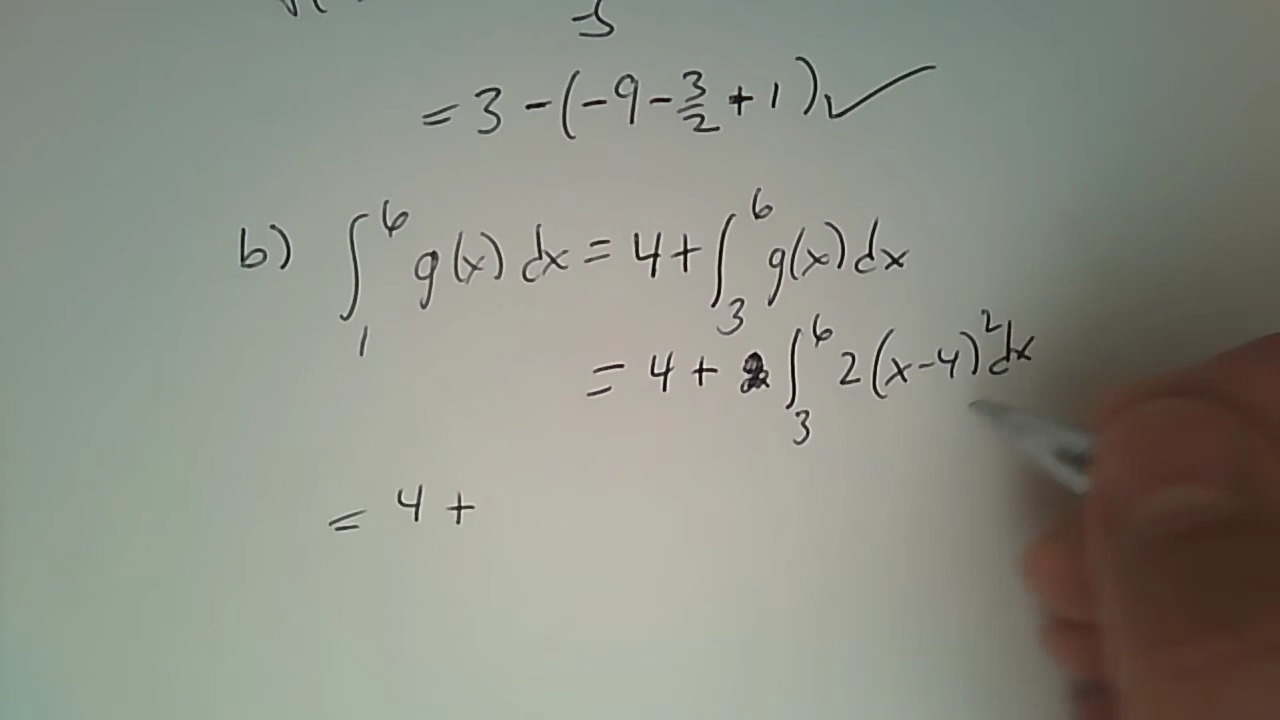 = 3 - (-9 - 3/2 + 1) ✓
b) ∫₁⁶ g(x) dx = 4 + ∫₃⁶ g(x) dx
= 4 + ∫₃⁶ 2(x-4)² dx
= 4 +